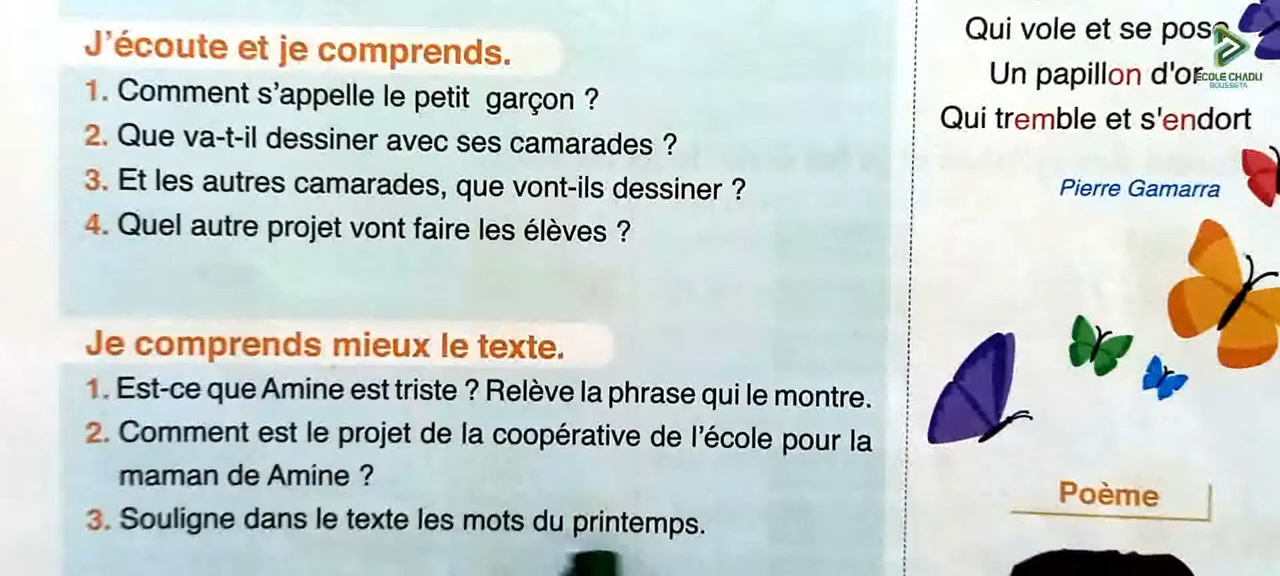 J'écoute et je comprends.
1. Comment s'appelle le petit garçon ?
2. Que va-t-il dessiner avec ses camarades ?
3. Et les autres camarades, que vont-ils dessiner ?
4. Quel autre projet vont faire les élèves ?
Je comprends mieux le texte.
1. Est-ce que Amine est triste ? Relève la phrase qui le montre.
2. Comment est le projet de la coopérative de l'école pour la
maman de Amine ?
3. Souligne dans le texte les mots du printemps.
Qui vole et se pose
Un papillon d'or
Qui tremble et s'endort
Pierre Gamarra
Poème
ECOLE CHADLI
BOUSSETA